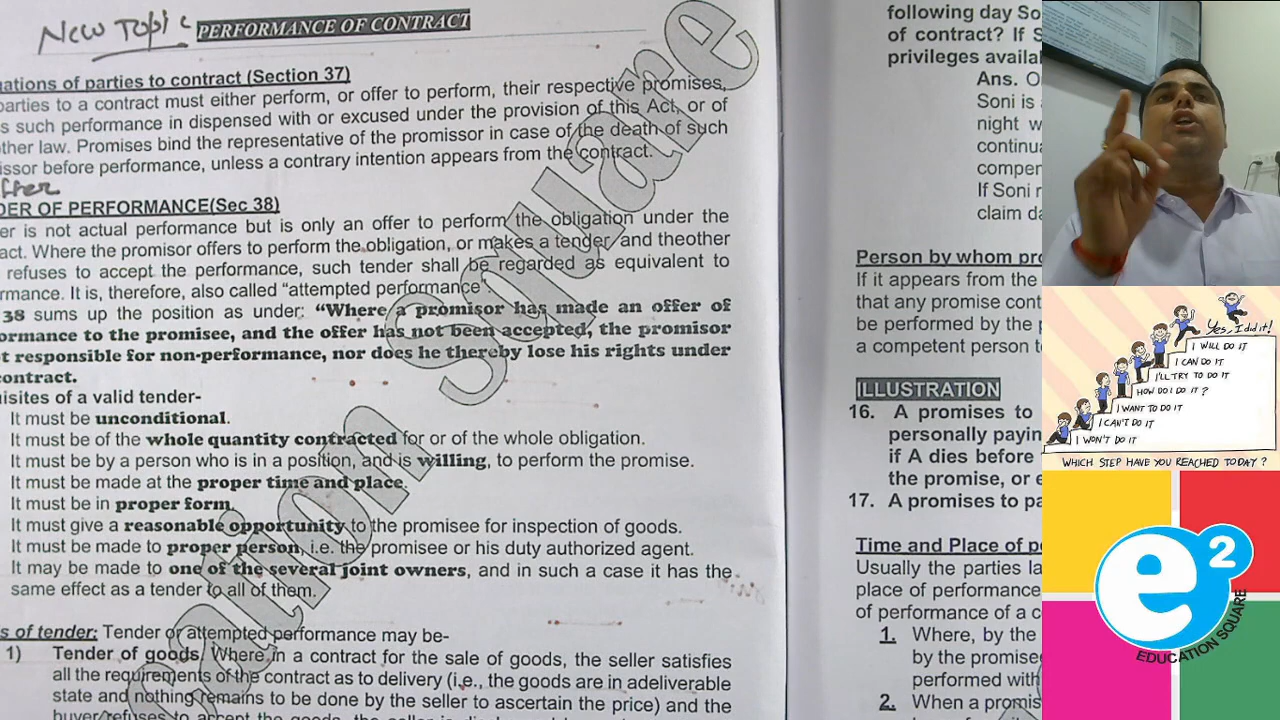 New Topic
PERFORMANCE OF CONTRACT
ations of parties to contract (Section 37)
parties to a contract must either perform, or offer to perform, their respective promises,
s such performance in dispensed with or excused under the provision of this Act, or of
ther law. Promises bind the representative of the promissor in case of the death of such
issor before performance, unless a contrary intention appears from the contract.
DER OF PERFORMANCE(Sec 38)
er is not actual performance but is only an offer to perform the obligation under the
act. Where the promisor offers to perform the obligation, or makes a tender and theother
refuses to accept the performance, such tender shall be regarded as equivalent to
rmance. It is, therefore, also called “attempted performance”
38 sums up the position as under: “Where a promisor has made an offer of
ormance to the promisee, and the offer has not been accepted, the promisor
t responsible for non-performance, nor does he thereby lose his rights under
contract.
uisites of a valid tender-
It must be unconditional.
It must be of the whole quantity contracted for or of the whole obligation.
It must be by a person who is in a position, and is willing, to perform the promise.
It must be made at the proper time and place.
It must be in proper form.
It must give a reasonable opportunity to the promisee for inspection of goods.
It must be made to proper person, i.e. the promisee or his duty authorized agent.
It may be made to one of the several joint owners, and in such a case it has the
same effect as a tender to all of them.
s of tender: Tender or attempted performance may be-
1) Tender of goods. Where in a contract for the sale of goods, the seller satisfies
all the requirements of the contract as to delivery (i.e., the goods are in adeliverable
state and nothing remains to be done by the seller to ascertain the price) and the
buyer refuses to accept the goods, the seller is
following day So
of contract? If S
privileges availa
Ans. O
Soni is
night w
continu
compen
If Soni r
claim da
Person by whom pro
If it appears from the
that any promise cont
be performed by the p
a competent person t
ILLUSTRATION
16. A promises to
personally payin
if A dies before
the promise, or e
17. A promises to pa
Time and Place of p
Usually the parties la
place of performance
of performance of a c
1. Where, by the
by the promise
performed with
2. When a promis
Yes, I did it!
I WILL DO IT
I CAN DO IT
I'LL TRY TO DO IT
HOW DO I DO IT?
I WANT TO DO IT
I CAN'T DO IT
I WON'T DO IT
WHICH STEP HAVE YOU REACHED TODAY?
e2
EDUCATION SQUARE